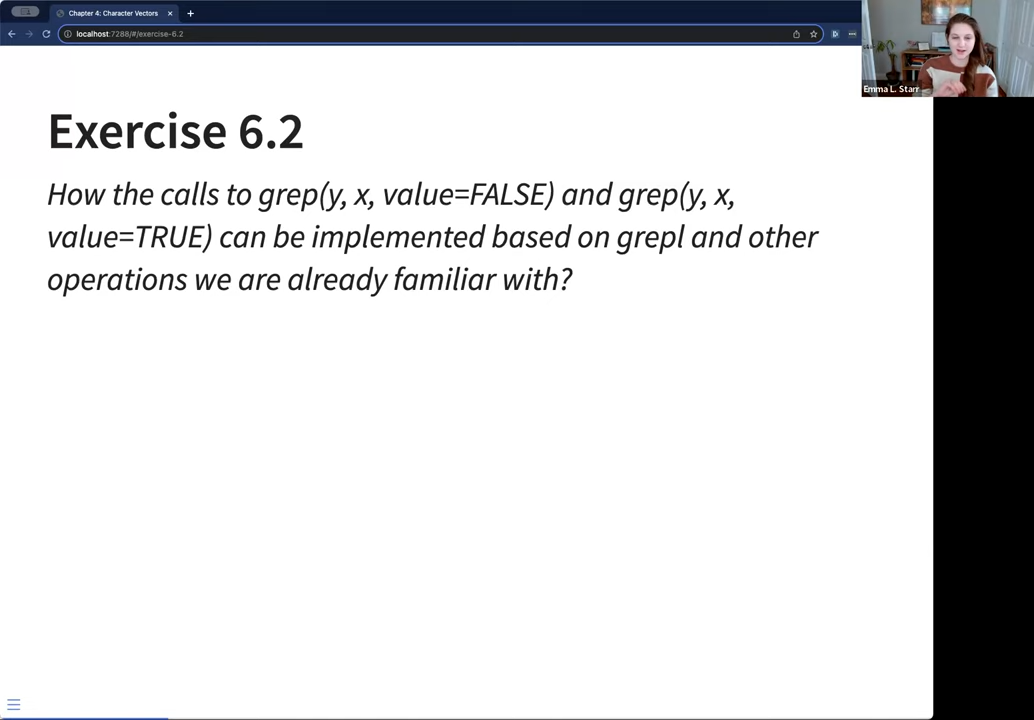 Chapter 4: Character Vectors
localhost:7288/#/exercise-6.2
Emma L. Starr
Exercise 6.2
How the calls to grep(y, x, value=FALSE) and grep(y, x,
value=TRUE) can be implemented based on grepl and other
operations we are already familiar with?